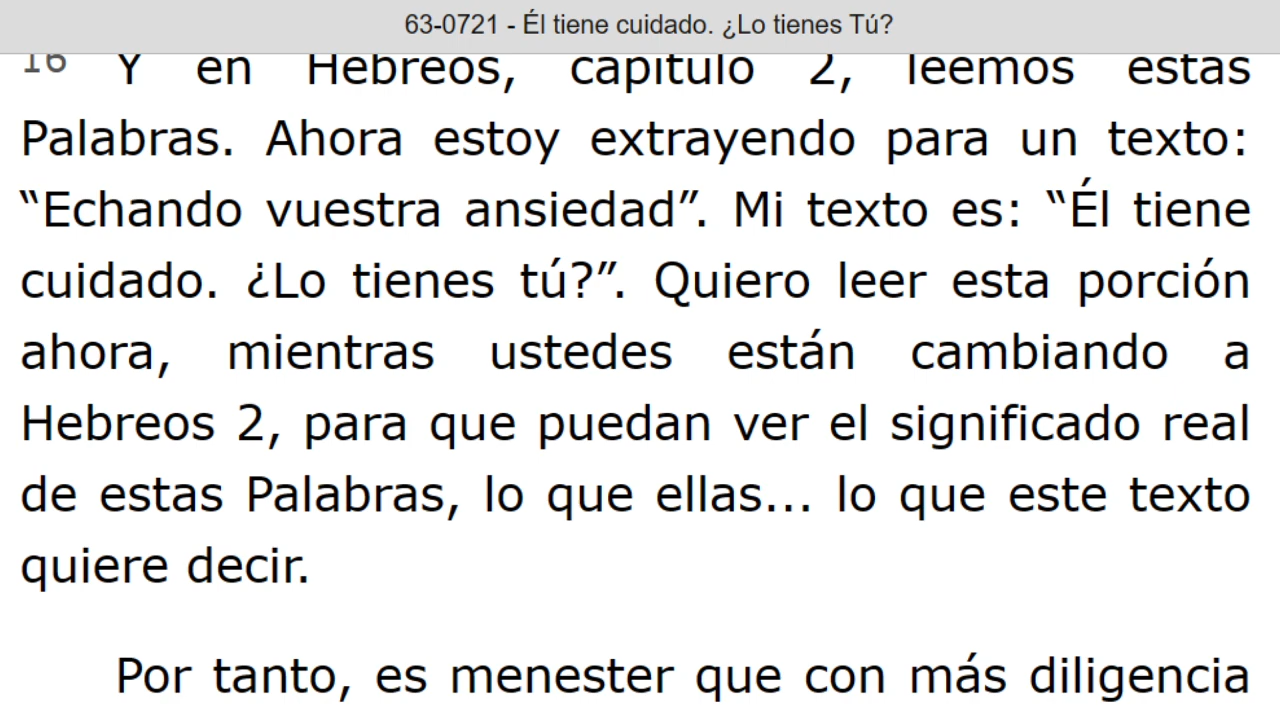 63-0721 - Él tiene cuidado. ¿Lo tienes Tú?
16 Y en Hebreos, capítulo 2, leemos estas
Palabras. Ahora estoy extrayendo para un texto:
“Echando vuestra ansiedad”. Mi texto es: “Él tiene
cuidado. ¿Lo tienes tú?”. Quiero leer esta porción
ahora, mientras ustedes están cambiando a
Hebreos 2, para que puedan ver el significado real
de estas Palabras, lo que ellas… lo que este texto
quiere decir.
Por tanto, es menester que con más diligencia